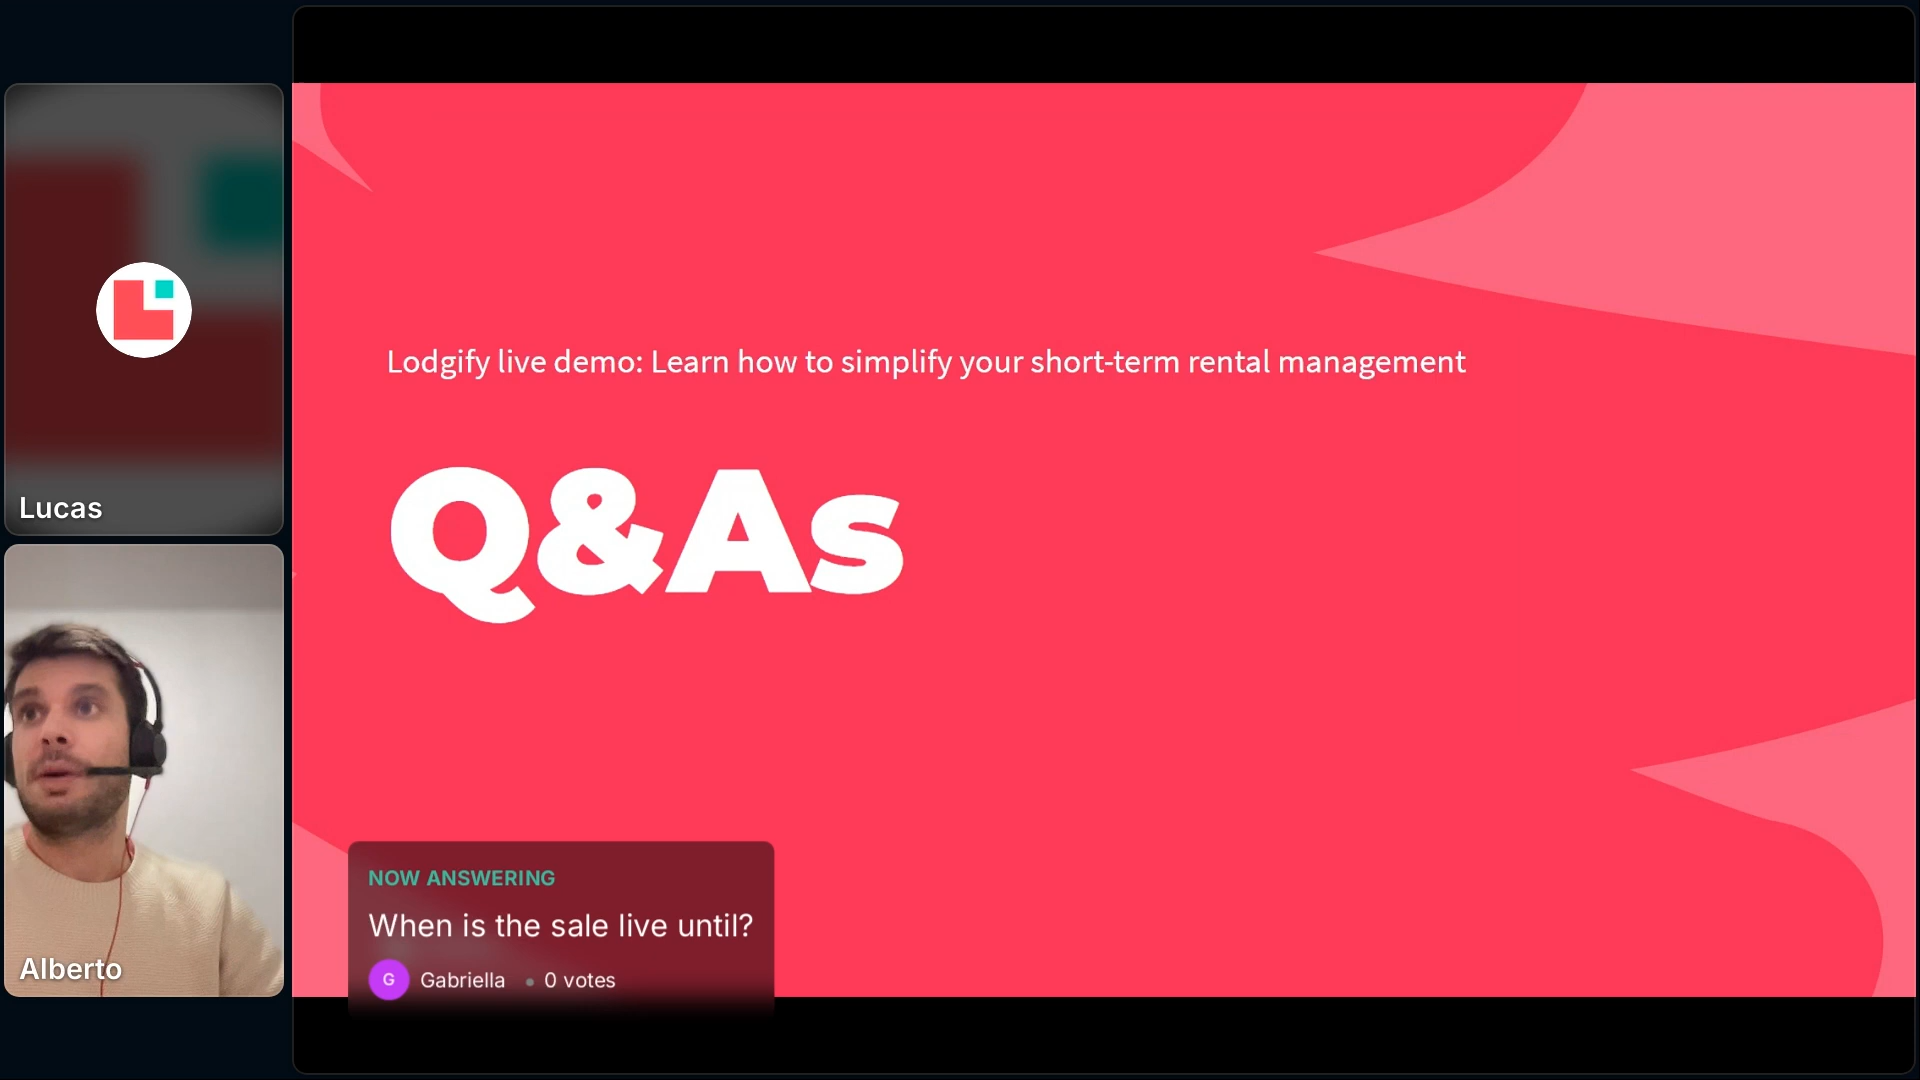 Lucas
Alberto
Lodgify live demo: Learn how to simplify your short-term rental management
Q&As
NOW ANSWERING
When is the sale live until?
G Gabriella • 0 votes